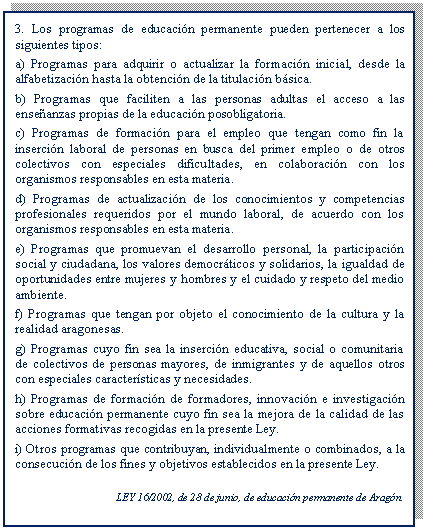 3. Los programas de educación permanente pueden pertenecer a los
siguientes tipos:
a) Programas para adquirir o actualizar la formación inicial, desde la
alfabetización hasta la obtención de la titulación básica.
b) Programas que faciliten a las personas adultas el acceso a las
enseñanzas propias de la educación posobligatoria.
c) Programas de formación para el empleo que tengan como fin la
inserción laboral de personas en busca del primer empleo o de otros
colectivos con especiales dificultades, en colaboración con los
organismos responsables en esta materia.
d) Programas de actualización de los conocimientos y competencias
profesionales requeridos por el mundo laboral, de acuerdo con los
organismos responsables en esta materia.
e) Programas que promuevan el desarrollo personal, la participación
social y ciudadana, los valores democráticos y solidarios, la igualdad de
oportunidades entre mujeres y hombres y el cuidado y respeto del medio
ambiente.
f) Programas que tengan por objeto el conocimiento de la cultura y la
realidad aragonesas.
g) Programas cuyo fin sea la inserción educativa, social o comunitaria
de colectivos de personas mayores, de inmigrantes y de aquellos otros
con especiales características y necesidades.
h) Programas de formación de formadores, innovación e investigación
sobre educación permanente cuyo fin sea la mejora de la calidad de las
acciones formativas recogidas en la presente Ley.
i) Otros programas que contribuyan, individualmente o combinados, a la
consecución de los fines y objetivos establecidos en la presente Ley.
LEY 16/2002, de 28 de junio, de educación permanente de Aragón.